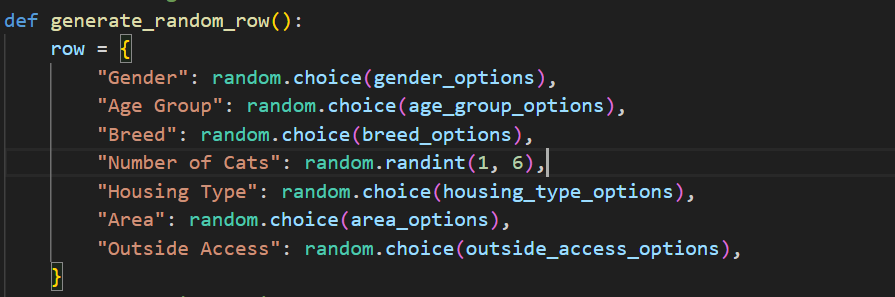 def generate_random_row():
    row = {
        "Gender": random.choice(gender_options),
        "Age Group": random.choice(age_group_options),
        "Breed": random.choice(breed_options),
        "Number of Cats": random.randint(1, 6),
        "Housing Type": random.choice(housing_type_options),
        "Area": random.choice(area_options),
        "Outside Access": random.choice(outside_access_options),
    }